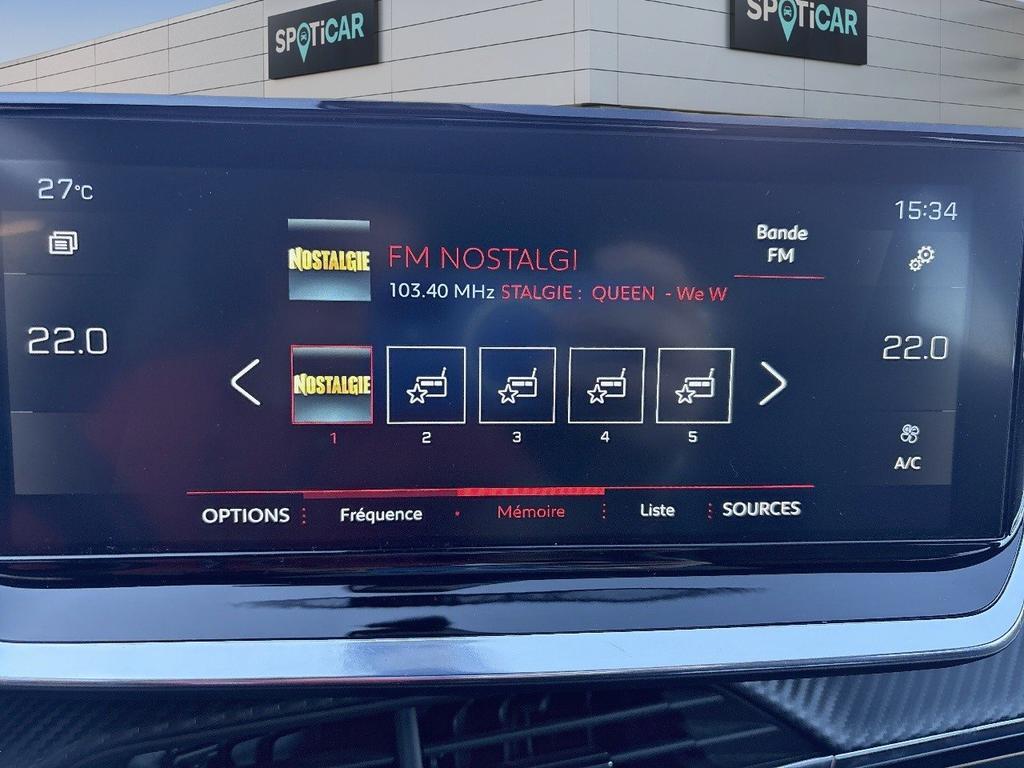 SPOTiCAR
SPOTiCAR
27°C
15:34
NOSTALGIE
FM NOSTALGI
Bande
FM
103.40 MHz STALGIE : QUEEN - We W
22.0
22.0
NOSTALGIE
1
2
3
4
5
A/C
OPTIONS
Fréquence
Mémoire
Liste
SOURCES